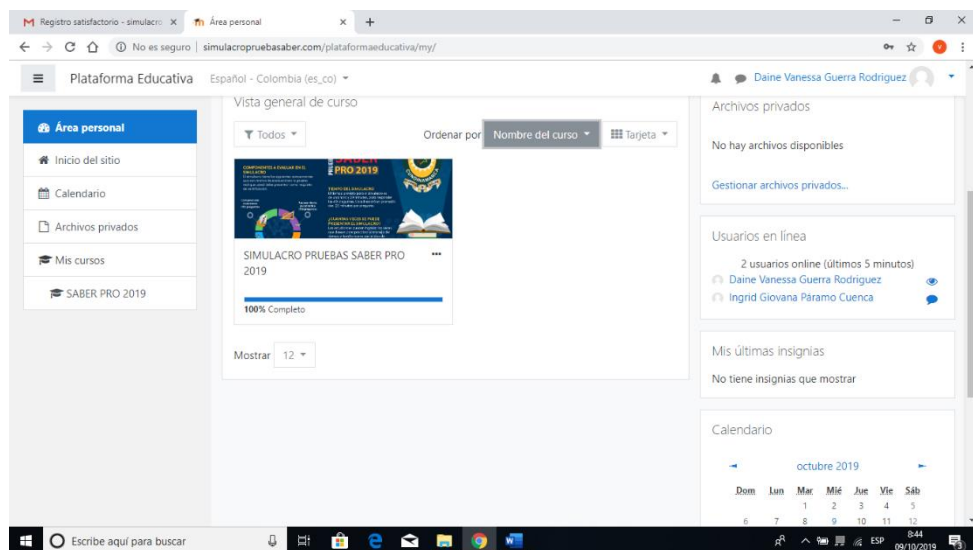 Registro satisfactorio - simulacro
Área personal
No es seguro
simulacropruebasaber.com/plataformaeducativa/my/
Plataforma Educativa
Español - Colombia (es_co)
Daine Vanessa Guerra Rodriguez
Área personal
Inicio del sitio
Calendario
Archivos privados
Mis cursos
SABER PRO 2019
Vista general de curso
Todos
Ordenar por
Nombre del curso
Tarjeta
SABER
PRO 2019
SIMULACRO PRUEBAS SABER PRO
2019
100% Completo
Mostrar
12
Archivos privados
No hay archivos disponibles
Gestionar archivos privados...
Usuarios en línea
2 usuarios online (últimos 5 minutos)
Daine Vanessa Guerra Rodriguez
Ingrid Giovana Páramo Cuenca
Mis últimas insignias
No tiene insignias que mostrar
Calendario
octubre 2019
Dom Lun Mar Mié Jue Vie Sáb
1 2 3 4 5
6 7 8 9 10 11 12
Escribe aquí para buscar
ESP
8:44
09/10/2019